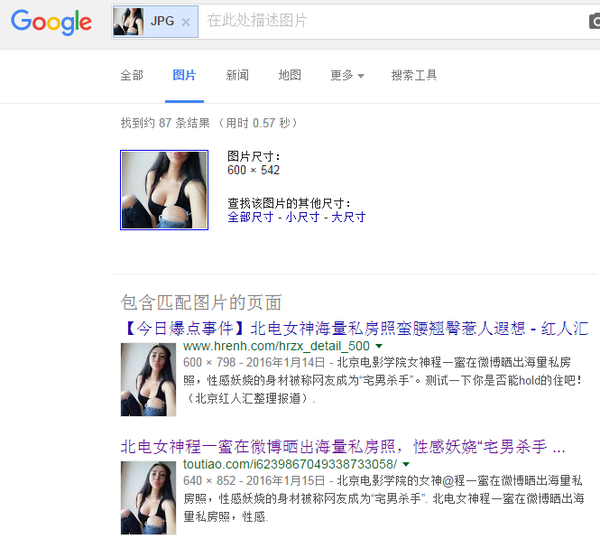 Google JPG × 在此处描述图片
全部 图片 新闻 地图 更多 搜索工具
找到约 87 条结果 （用时 0.57 秒）
图片尺寸：
600 × 542
查找该图片的其他尺寸：
全部尺寸 - 小尺寸 - 大尺寸
包含匹配图片的页面
【今日爆点事件】北电女神海量私房照蛮腰翘臀惹人遐想 - 红人汇
www.hrenh.com/hrzx_detail_500
600 × 798 - 2016年1月14日 - 北京电影学院女神程一蜜在微博晒出海量私房
照，性感妖娆的身材被称网友成为“宅男杀手”。测试一下你是否能hold的住吧！
（北京红人汇整理报道）.
北电女神程一蜜在微博晒出海量私房照，性感妖娆“宅男杀手 ...
toutiao.com/i6239867049338733058/
640 × 852 - 2016年1月15日 - 北京电影学院的女神@程一蜜在微博晒出海量
私房照，性感妖娆的身材被称网友成为“宅男杀手”. 北电女神程一蜜在微博晒出海
量私房照，性感.